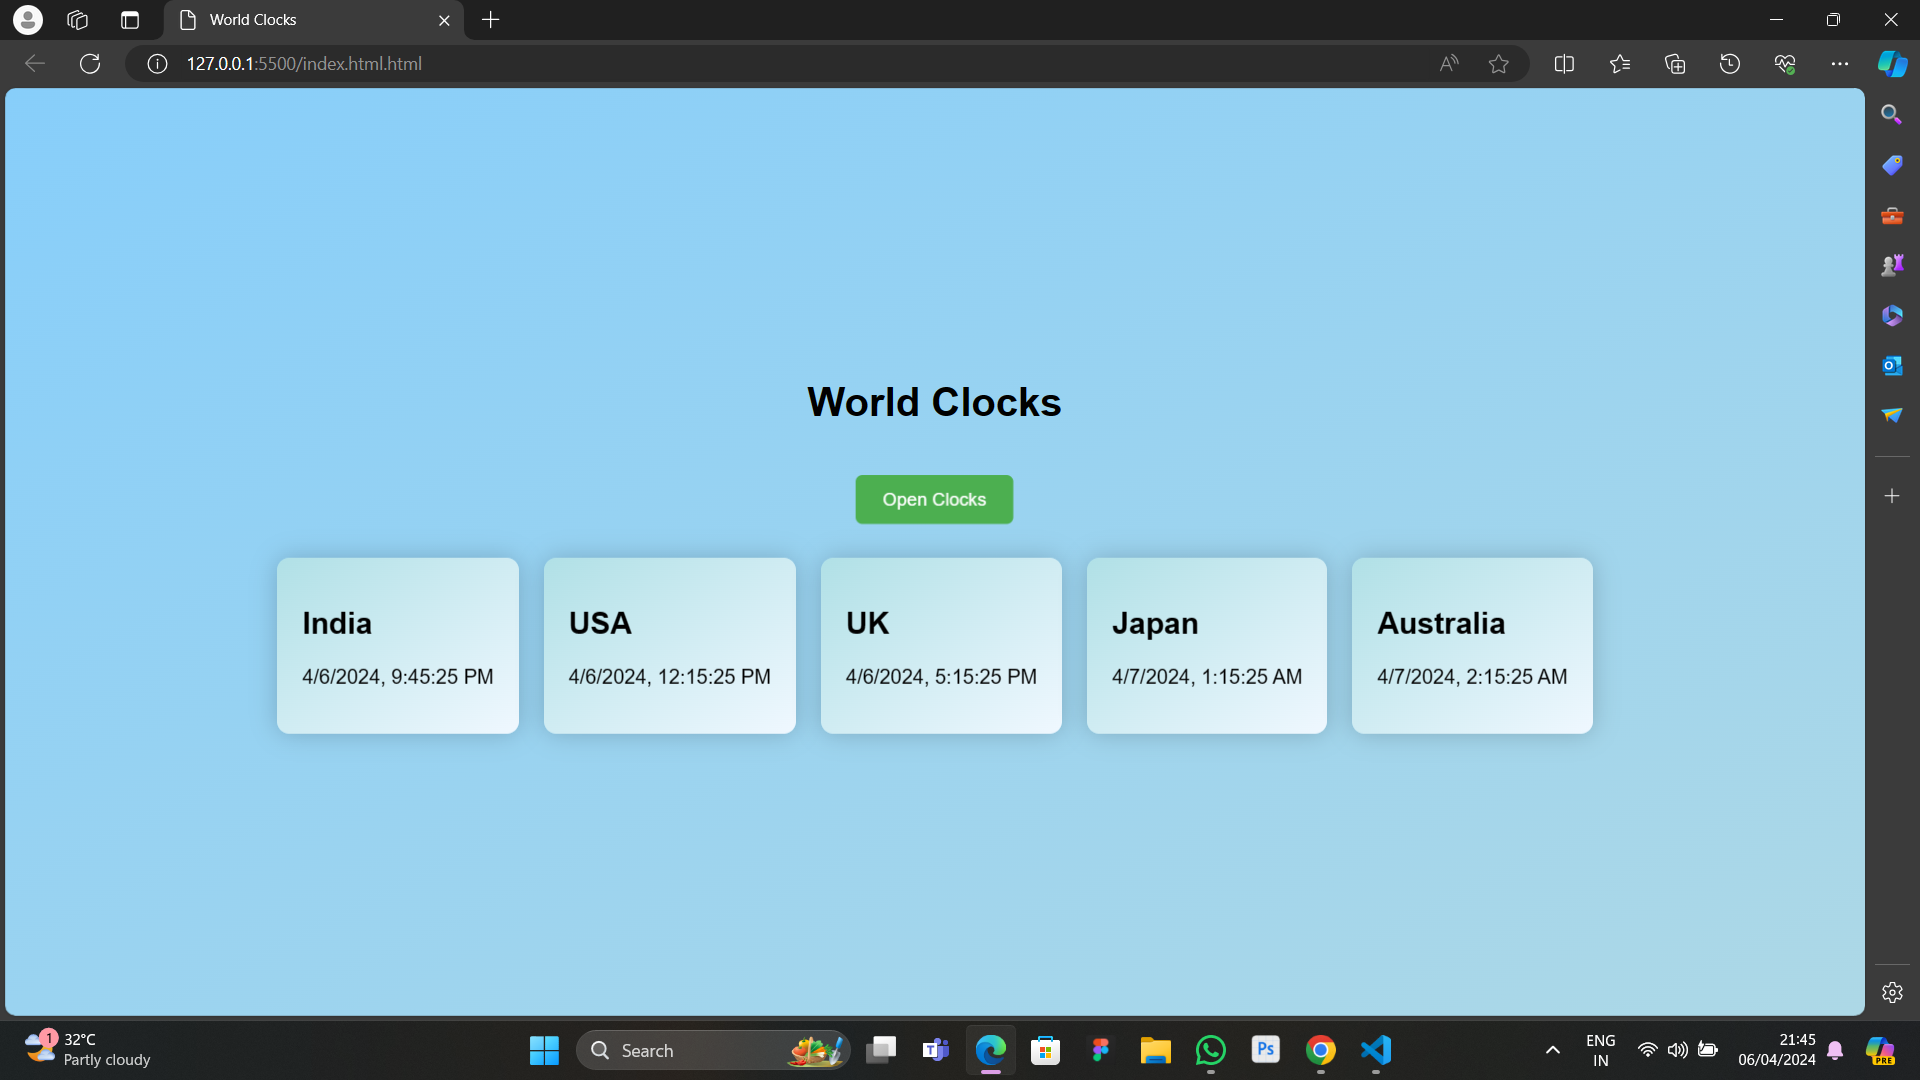 World Clocks
127.0.0.1:5500/index.html.html
World Clocks
Open Clocks
India
4/6/2024, 9:45:25 PM
USA
4/6/2024, 12:15:25 PM
UK
4/6/2024, 5:15:25 PM
Japan
4/7/2024, 1:15:25 AM
Australia
4/7/2024, 2:15:25 AM
1
32°C
Partly cloudy
Search
T
Ps
ENG
IN
21:45
06/04/2024
PRE